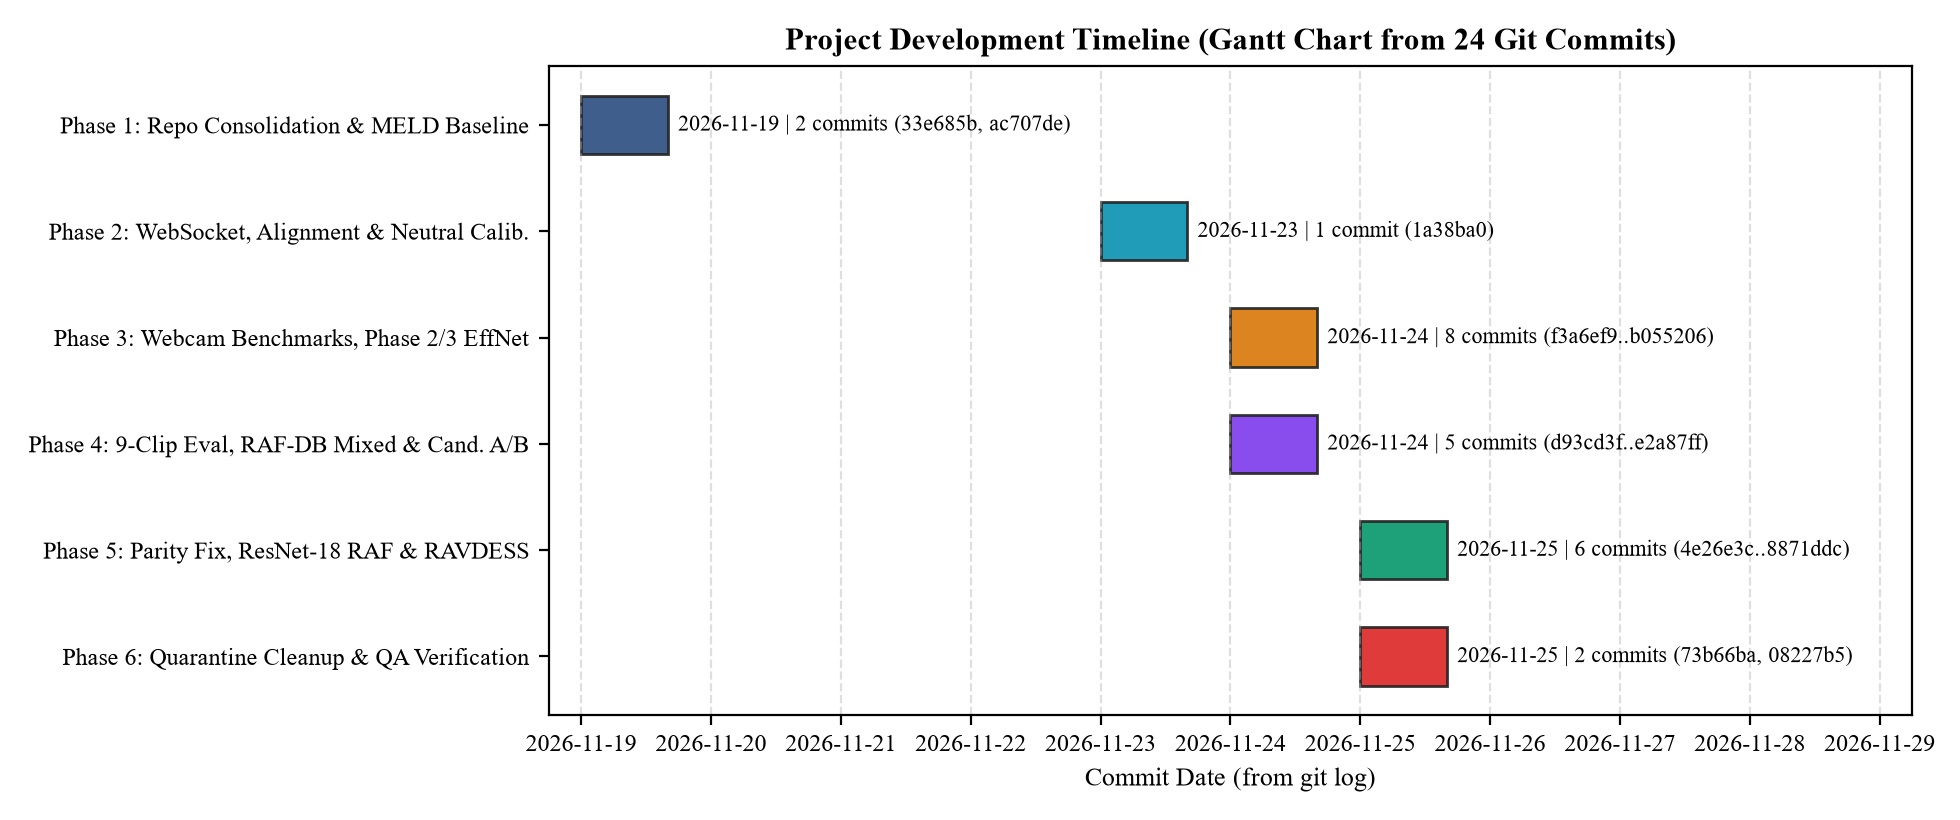 Project Development Timeline (Gantt Chart from 24 Git Commits)
Phase 1: Repo Consolidation & MELD Baseline
2026-11-19 | 2 commits (33e685b, ac707de)
Phase 2: WebSocket, Alignment & Neutral Calib.
2026-11-23 | 1 commit (1a38ba0)
Phase 3: Webcam Benchmarks, Phase 2/3 EffNet
2026-11-24 | 8 commits (f3a6ef9..b055206)
Phase 4: 9-Clip Eval, RAF-DB Mixed & Cand. A/B
2026-11-24 | 5 commits (d93cd3f..e2a87ff)
Phase 5: Parity Fix, ResNet-18 RAF & RAVDESS
2026-11-25 | 6 commits (4e26e3c..8871ddc)
Phase 6: Quarantine Cleanup & QA Verification
2026-11-25 | 2 commits (73b66ba, 08227b5)
2026-11-19 2026-11-20 2026-11-21 2026-11-22 2026-11-23 2026-11-24 2026-11-25 2026-11-26 2026-11-27 2026-11-28 2026-11-29
Commit Date (from git log)